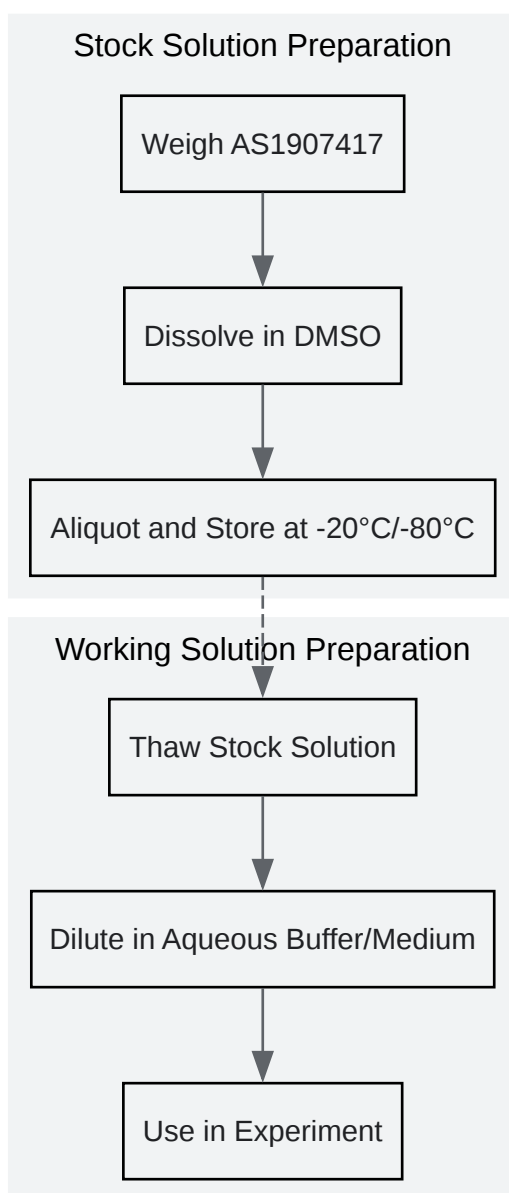 Stock Solution Preparation
Weigh AS1907417
Dissolve in DMSO
Aliquot and Store at -20°C/-80°C
Working Solution Preparation
Thaw Stock Solution
Dilute in Aqueous Buffer/Medium
Use in Experiment